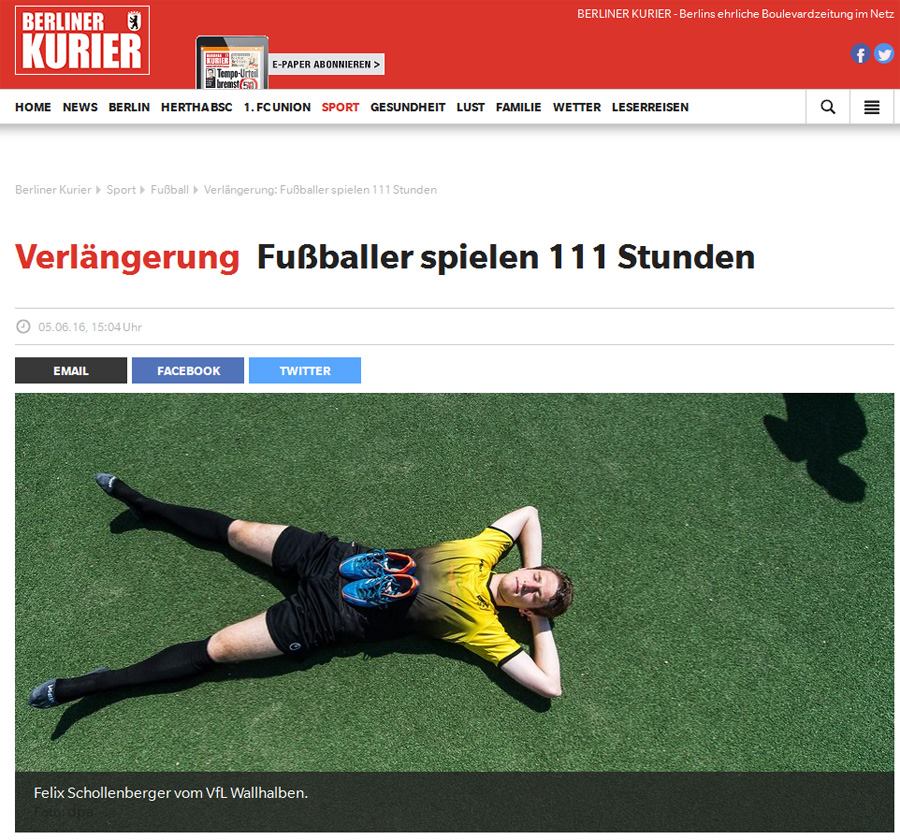 BERLINER
KURIER
BERLINER KURIER - Berlins ehrliche Boulevardzeitung im Netz
Tempo-Urteil
bremst
E-PAPER ABONNIEREN >
HOME NEWS BERLIN HERTHA BSC 1. FC UNION SPORT GESUNDHEIT LUST FAMILIE WETTER LESERREISEN
Berliner Kurier Sport Fußball Verlängerung: Fußballer spielen 111 Stunden
Verlängerung Fußballer spielen 111 Stunden
05.06.16, 15:04 Uhr
EMAIL FACEBOOK TWITTER
Felix Schollenberger vom VfL Wallhalben.
Foto: dpa